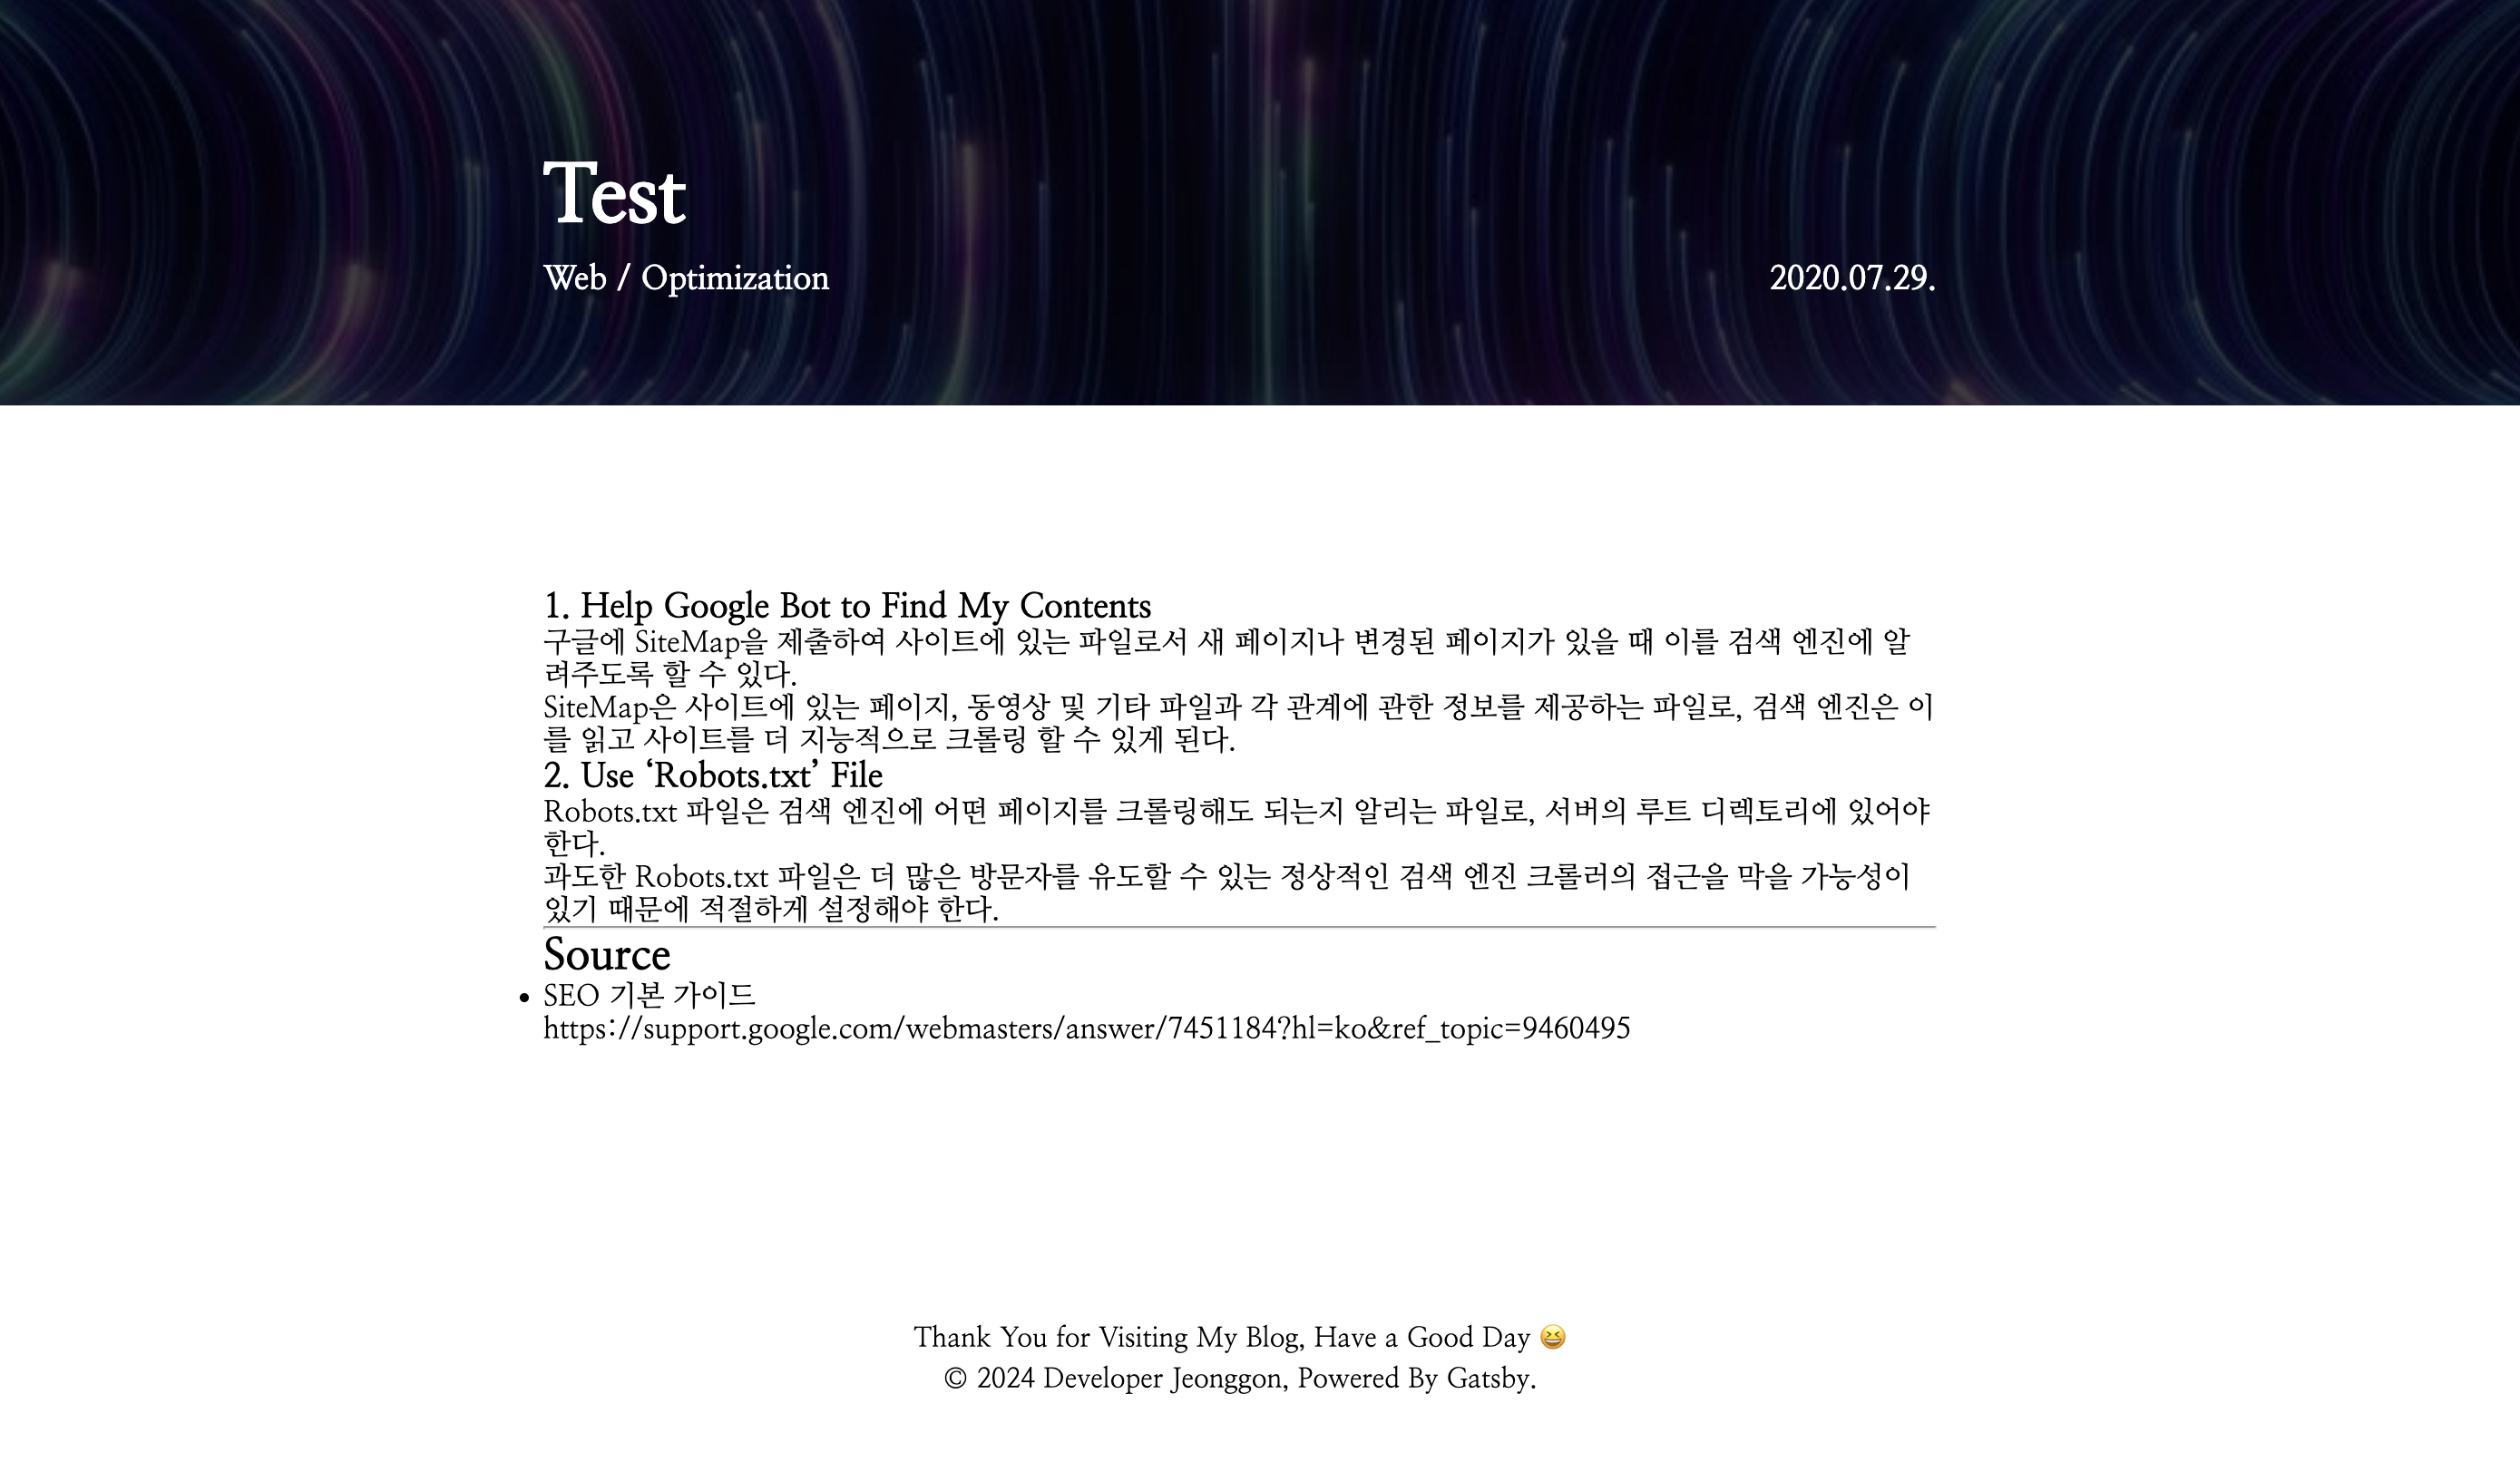 Test
Web / Optimization
2020.07.29.
1. Help Google Bot to Find My Contents
구글에 SiteMap을 제출하여 사이트에 있는 파일로서 새 페이지나 변경된 페이지가 있을 때 이를 검색 엔진에 알
려주도록 할 수 있다.
SiteMap은 사이트에 있는 페이지, 동영상 및 기타 파일과 각 관계에 관한 정보를 제공하는 파일로, 검색 엔진은 이
를 읽고 사이트를 더 지능적으로 크롤링 할 수 있게 된다.
2. Use ‘Robots.txt’ File
Robots.txt 파일은 검색 엔진에 어떤 페이지를 크롤링해도 되는지 알리는 파일로, 서버의 루트 디렉토리에 있어야
한다.
과도한 Robots.txt 파일은 더 많은 방문자를 유도할 수 있는 정상적인 검색 엔진 크롤러의 접근을 막을 가능성이
있기 때문에 적절하게 설정해야 한다.
Source
• SEO 기본 가이드
https://support.google.com/webmasters/answer/7451184?hl=ko&ref_topic=9460495
Thank You for Visiting My Blog, Have a Good Day 😆
© 2024 Developer Jeonggon, Powered By Gatsby.